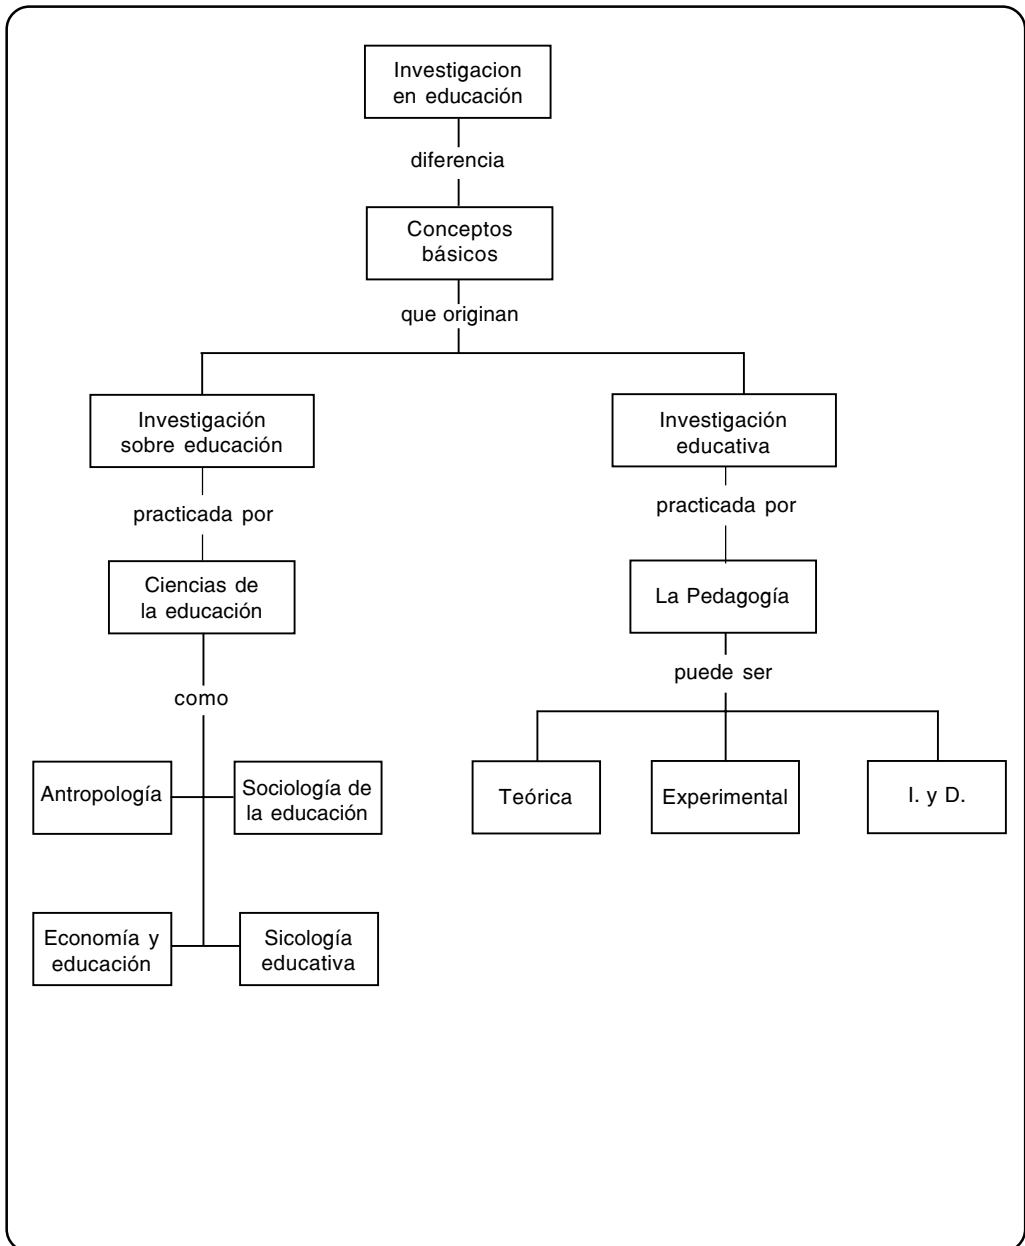 Investigacion
en educación
diferencia
Conceptos
básicos
que originan
Investigación
sobre educación
practicada por
Ciencias de
la educación
como
Antropología
Sociología de
la educación
Economía y
educación
Sicología
educativa
Investigación
educativa
practicada por
La Pedagogía
puede ser
Teórica
Experimental
I. y D.